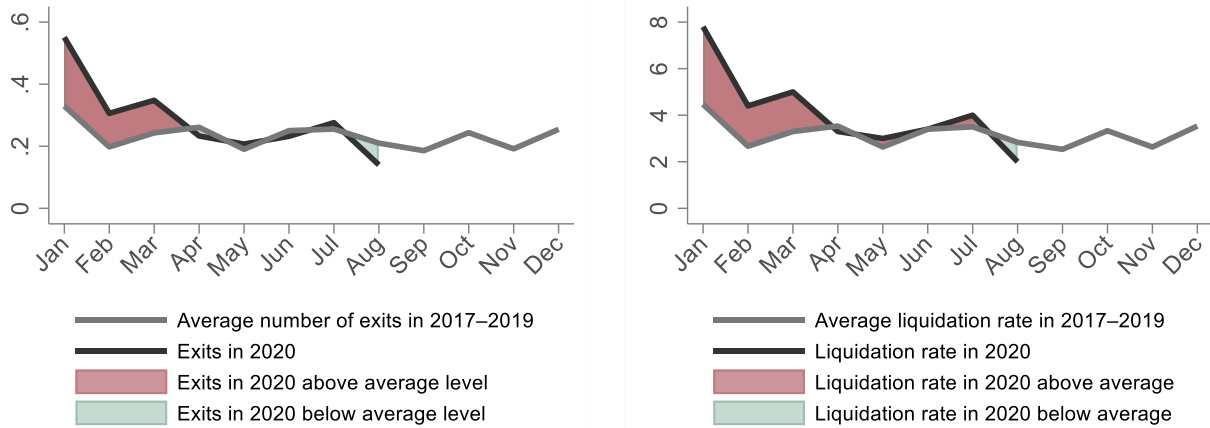 .6
.4
.2
0
Jan Feb Mar Apr May Jun Jul Aug Sep Oct Nov Dec
Average number of exits in 2017–2019
Exits in 2020
Exits in 2020 above average level
Exits in 2020 below average level
8
6
4
2
0
Jan Feb Mar Apr May Jun Jul Aug Sep Oct Nov Dec
Average liquidation rate in 2017–2019
Liquidation rate in 2020
Liquidation rate in 2020 above average
Liquidation rate in 2020 below average